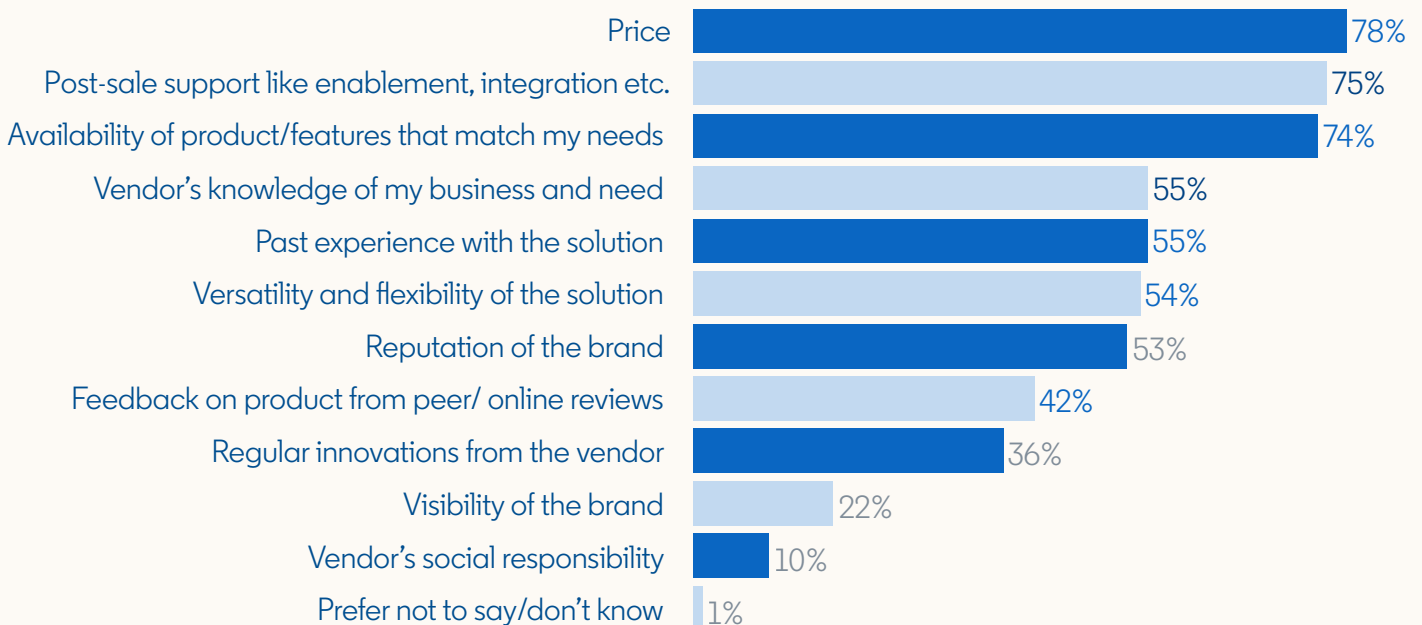 Price 78%
Post-sale support like enablement, integration etc. 75%
Availability of product/features that match my needs 74%
Vendor’s knowledge of my business and need 55%
Past experience with the solution 55%
Versatility and flexibility of the solution 54%
Reputation of the brand 53%
Feedback on product from peer/ online reviews 42%
Regular innovations from the vendor 36%
Visibility of the brand 22%
Vendor’s social responsibility 10%
Prefer not to say/don’t know 1%